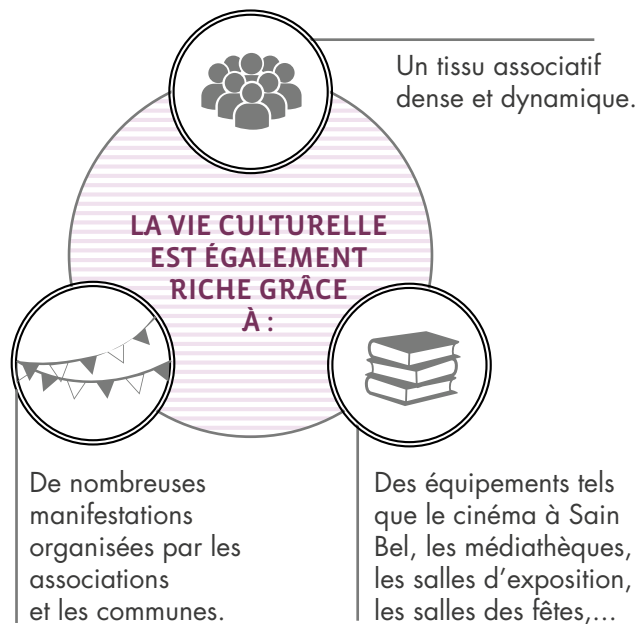 Un tissu associatif
dense et dynamique.
LA VIE CULTURELLE
EST ÉGALEMENT
RICHE GRÂCE
À :
De nombreuses
manifestations
organisées par les
associations
et les communes.
Des équipements tels
que le cinéma à Sain
Bel, les médiathèques,
les salles d’exposition,
les salles des fêtes,...